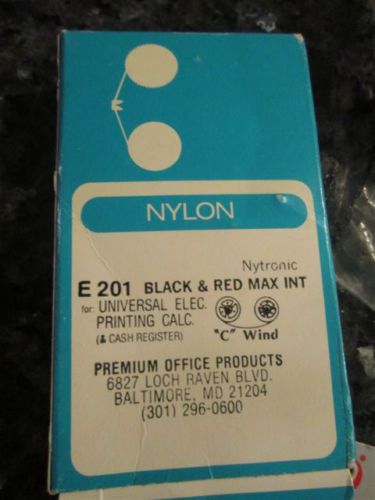 NYLON
Nytronic
E 201 BLACK & RED MAX INT
for: UNIVERSAL ELEC.
PRINTING CALC.
(& CASH REGISTER) "C" Wind
PREMIUM OFFICE PRODUCTS
6827 LOCH RAVEN BLVD.
BALTIMORE, MD 21204
(301) 296-0600